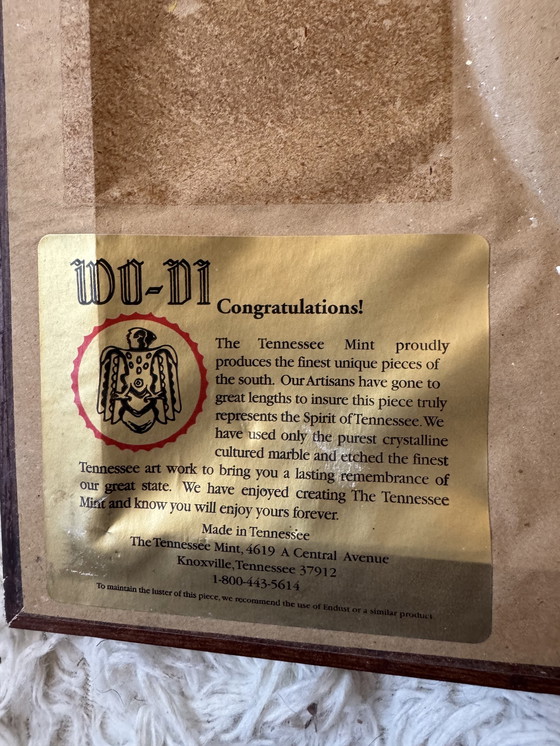 WO-DI
Congratulations!
The Tennessee Mint proudly
produces the finest unique pieces of
the south. Our Artisans have gone to
great lengths to insure this piece truly
represents the Spirit of Tennessee. We
have used only the purest crystalline
cultured marble and etched the finest
Tennessee art work to bring you a lasting remembrance of
our great state. We have enjoyed creating The Tennessee
Mint and know you will enjoy yours forever.
Made in Tennessee
The Tennessee Mint, 4619 A Central Avenue
Knoxville, Tennessee 37912
1-800-443-5614
To maintain the luster of this piece, we recommend the use of Endust or a similar product.